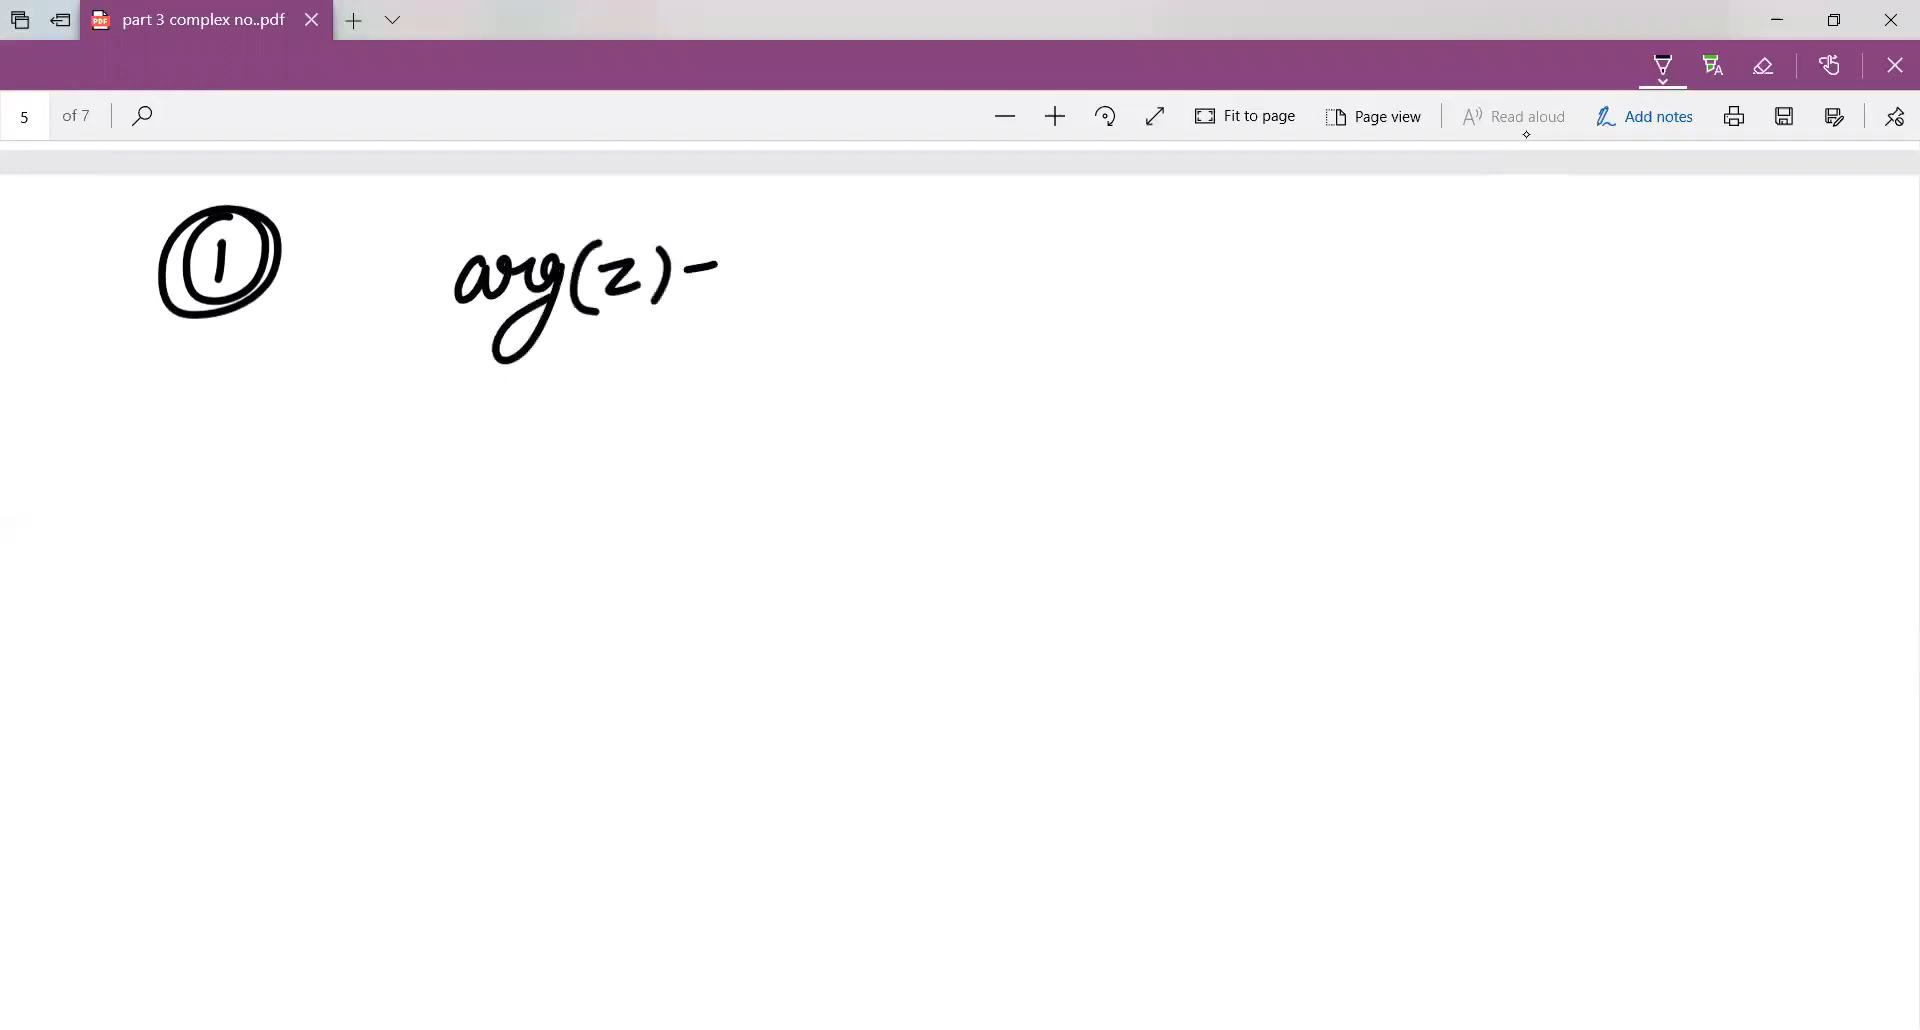 part 3 complex no..pdf
5 of 7
Fit to page
Page view
Read aloud
Add notes
① arg(z) -